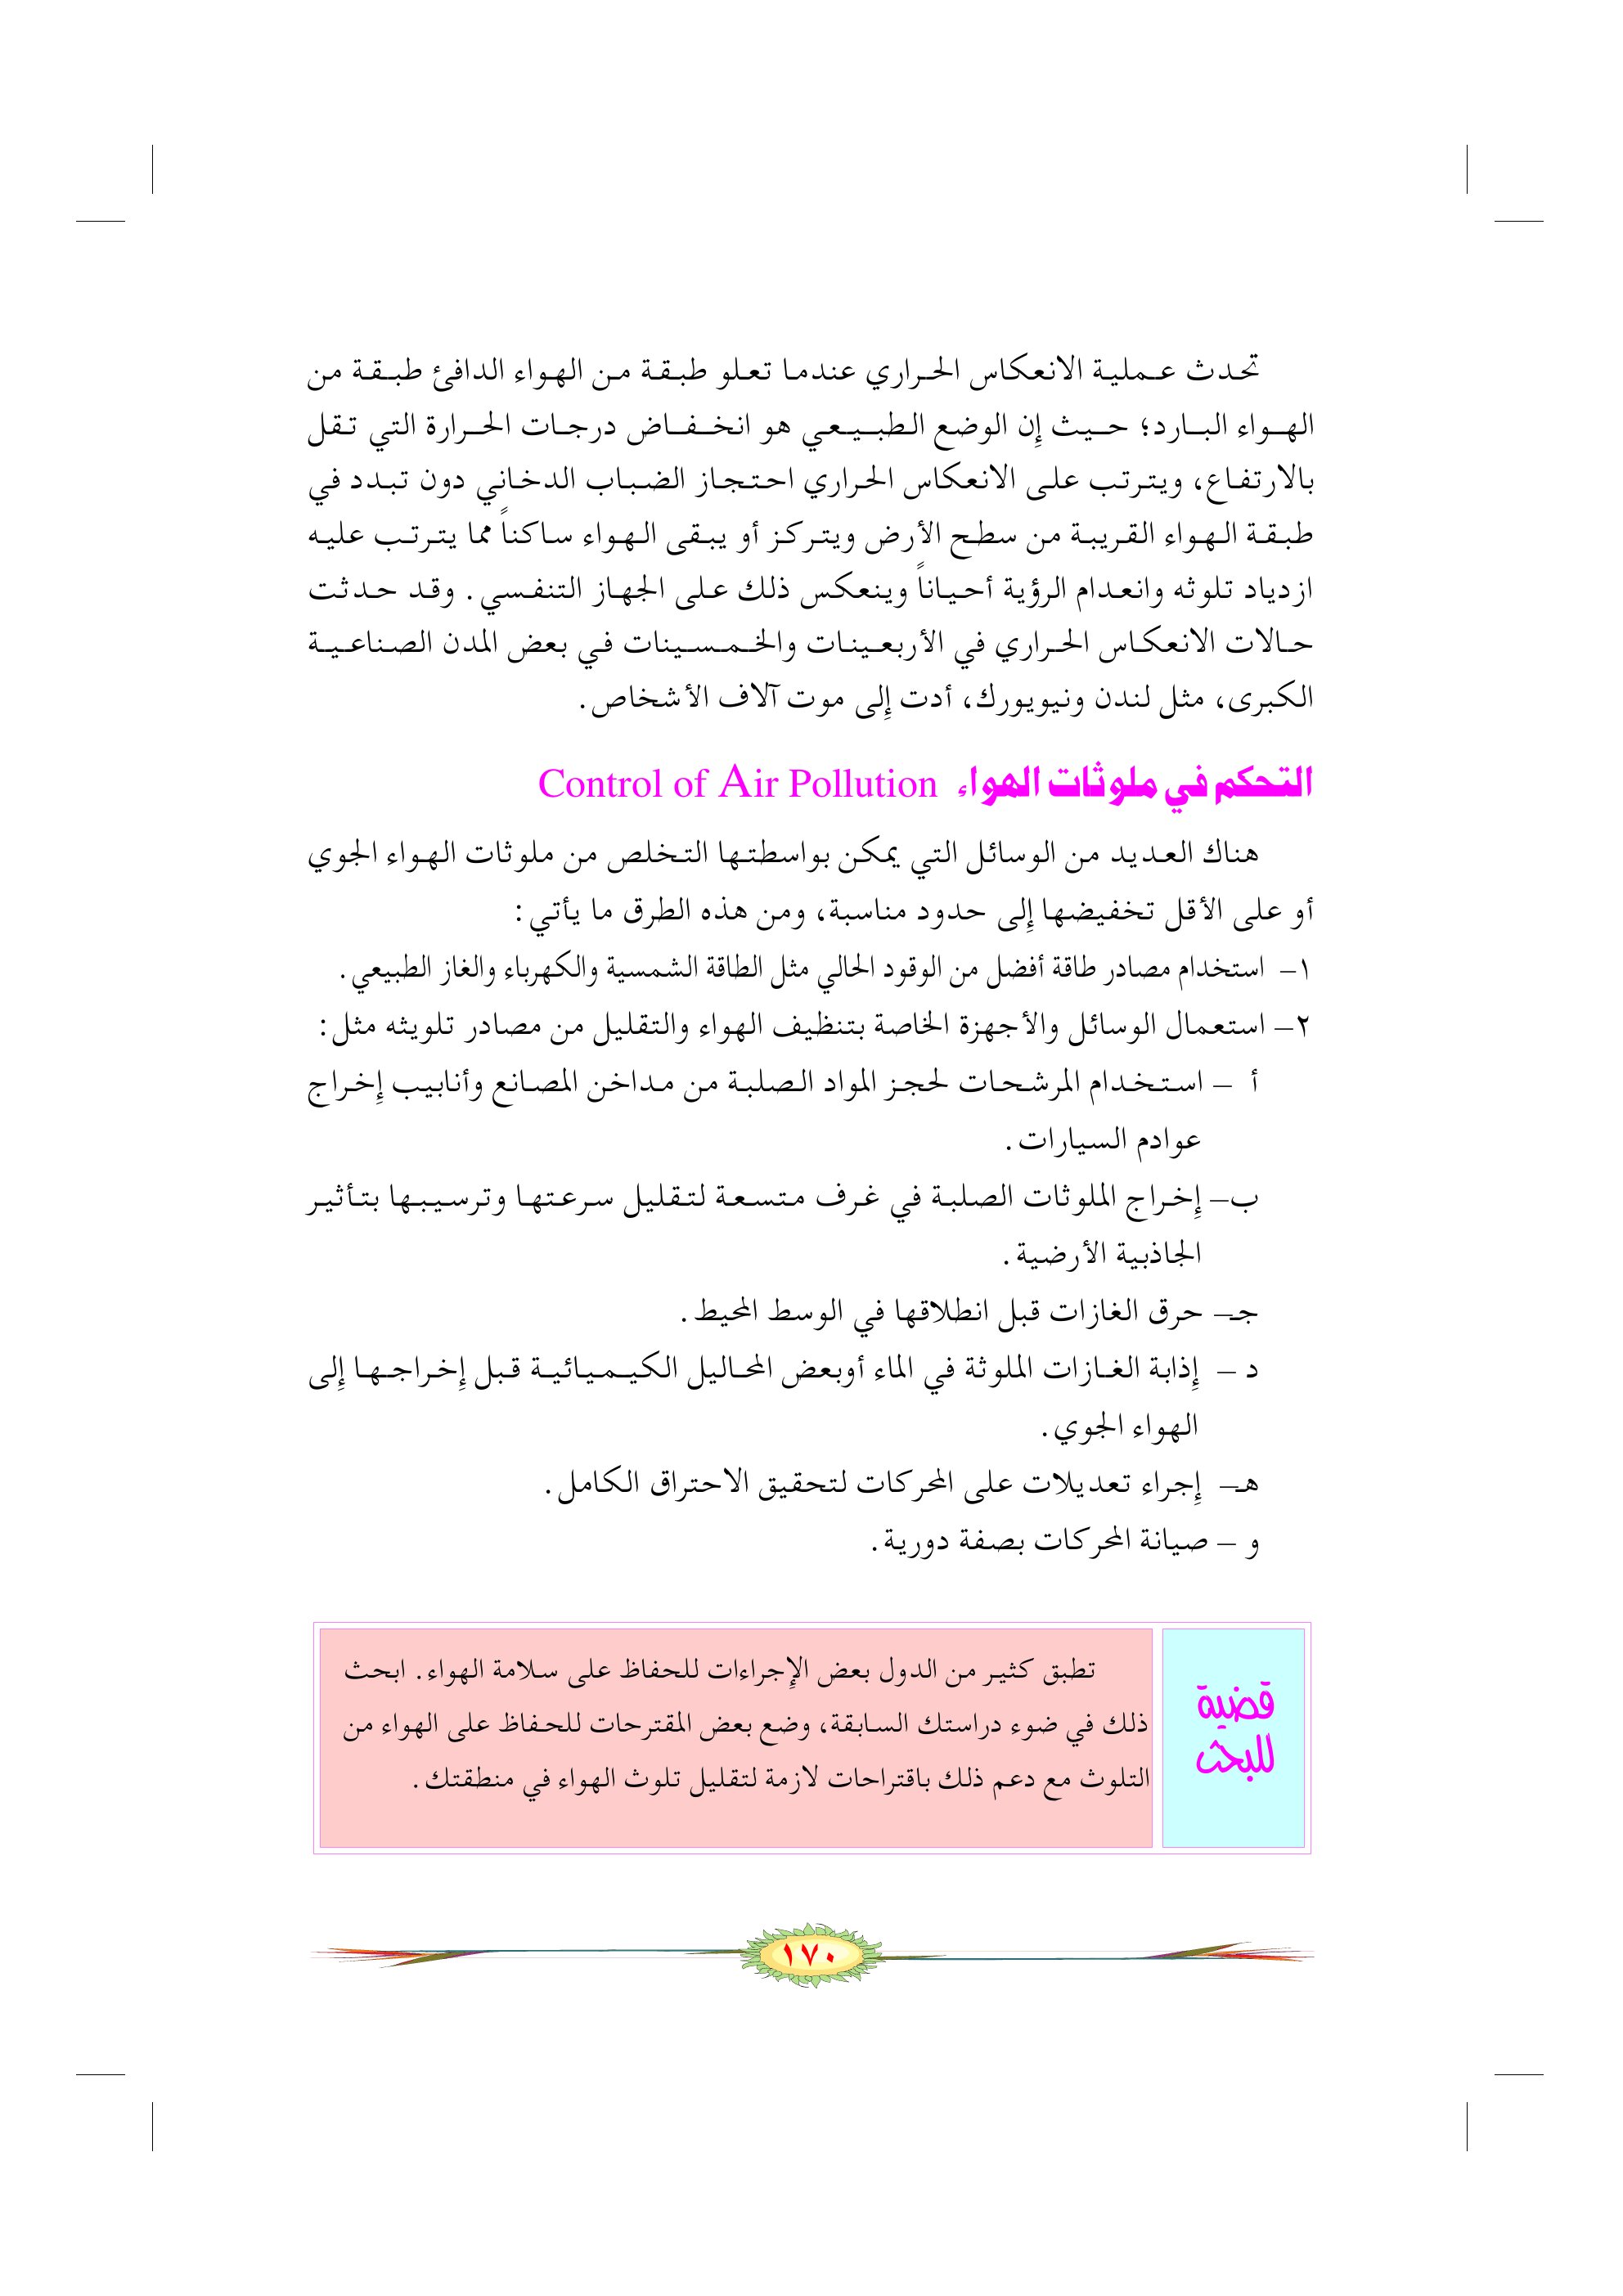 تحدث عملية الانعكاس الحراري عندما تعلو طبقة من الهواء الدافئ طبقة من
الهواء البارد؛ حيث إن الوضع الطبيعي هو انخفاض درجات الحرارة التي تقل
بالارتفاع، ويترتب على الانعكاس الحراري احتجاز الضباب الدخاني دون تبدد في
طبقة الهواء القريبة من سطح الأرض ويتركز أو يبقى الهواء ساكناً مما يترتب عليه
ازدياد تلوثه وانعدام الرؤية أحياناً وينعكس ذلك على الجهاز التنفسي. وقد حدثت
حالات الانعكاس الحراري في الأربعينات والخمسينات في بعض المدن الصناعية
الكبرى، مثل لندن ونيويورك، أدت إلى موت آلاف الأشخاص.
التحكم في ملوثات الهواء Control of Air Pollution
هناك العديد من الوسائل التي يمكن بواسطتها التخلص من ملوثات الهواء الجوي
أو على الأقل تخفيضها إلى حدود مناسبة، ومن هذه الطرق ما يأتي:
١– استخدام مصادر طاقة أفضل من الوقود الحالي مثل الطاقة الشمسية والكهرباء والغاز الطبيعي.
٢– استعمال الوسائل والأجهزة الخاصة بتنظيف الهواء والتقليل من مصادر تلويثه مثل:
أ – استخدام المرشحات لحجز المواد الصلبة من مداخن المصانع وأنابيب إخراج
عوادم السيارات.
ب– إخراج الملوثات الصلبة في غرف متسعة لتقليل سرعتها وترسيبها بتأثير
الجاذبية الأرضية.
جـ– حرق الغازات قبل انطلاقها في الوسط المحيط.
د – إذابة الغازات الملوثة في الماء أوبعض المحاليل الكيميائية قبل إخراجها إلى
الهواء الجوي.
هـ– إجراء تعديلات على المحركات لتحقيق الاحتراق الكامل.
و – صيانة المحركات بصفة دورية.
قضية
للبحث
تطبق كثير من الدول بعض الإجراءات للحفاظ على سلامة الهواء. ابحث
ذلك في ضوء دراستك السابقة، وضع بعض المقترحات للحفاظ على الهواء من
التلوث مع دعم ذلك باقتراحات لازمة لتقليل تلوث الهواء في منطقتك.
١٧٠